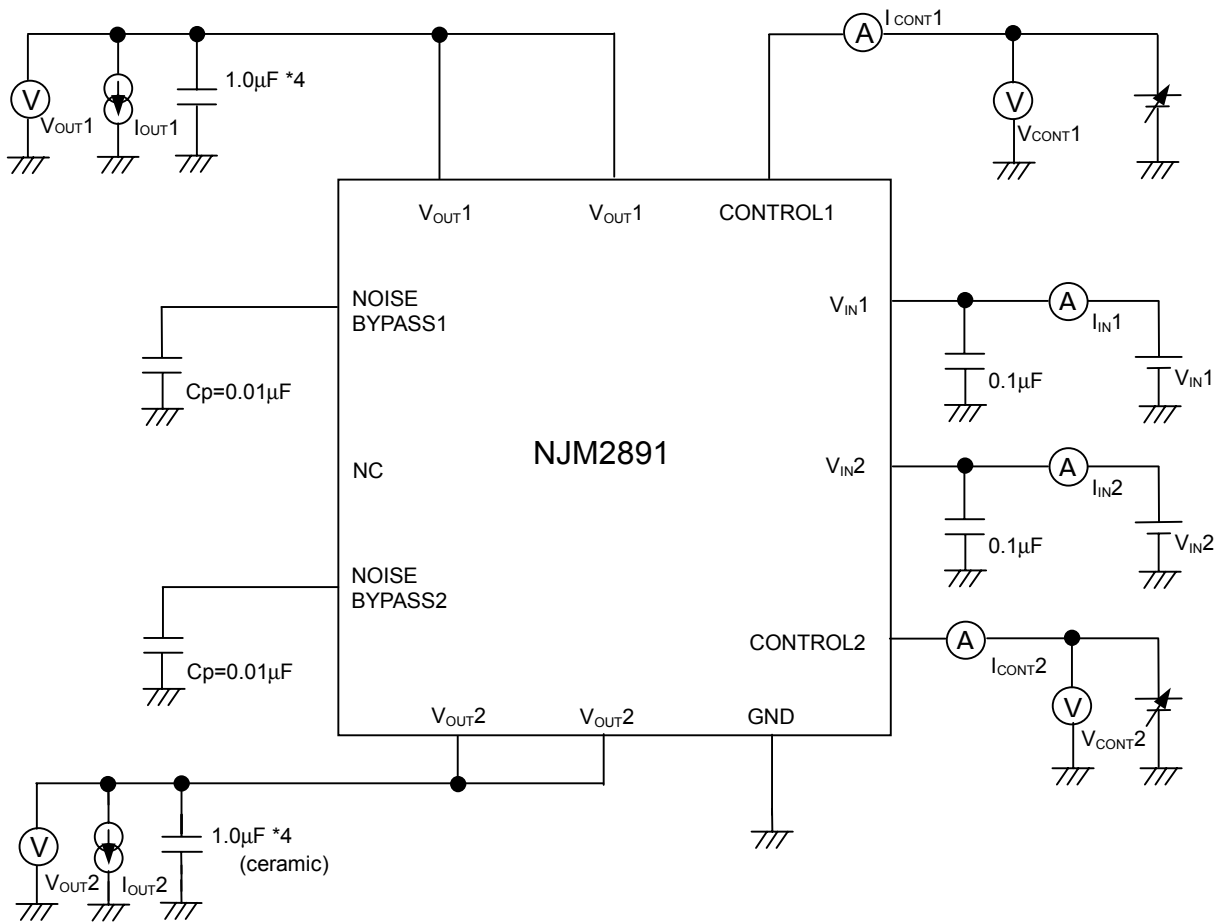 I CONT1
A
1.0µF *4
V
VOUT1
IOUT1
V
VCONT1
VOUT1
VOUT1
CONTROL1
NOISE
BYPASS1
VIN1
A
IIN1
Cp=0.01µF
0.1µF
VIN1
NJM2891
NC
VIN2
A
IIN2
0.1µF
VIN2
NOISE
BYPASS2
CONTROL2
A
ICONT2
Cp=0.01µF
V
VCONT2
VOUT2
VOUT2
GND
V
1.0µF *4
(ceramic)
VOUT2
IOUT2